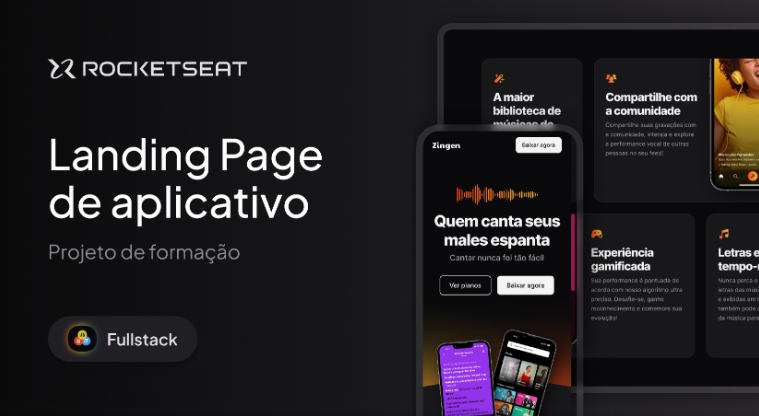 ROCKETSEAT
Landing Page
de aplicativo
Projeto de formação
Fullstack
Zingen
Baixar agora
Quem canta seus
males espanta
Cantar nunca foi tão fácil
Ver planos
Baixar agora
A maior
biblioteca de
músicas de
Compartilhe com
a comunidade
Compartilhe suas gravações com
a comunidade, interaja e explore
a performance vocal de outras
pessoas no seu feed!
Experiência
gamificada
Sua performance é pontuada de
acordo com nosso algoritmo ultra
preciso. Desafie-se, ganhe
reconhecimento e comemore sua
evolução!
Letras e
tempo-r
Nunca perca o
letras das músi
e exibidas em t
também pode
da música para